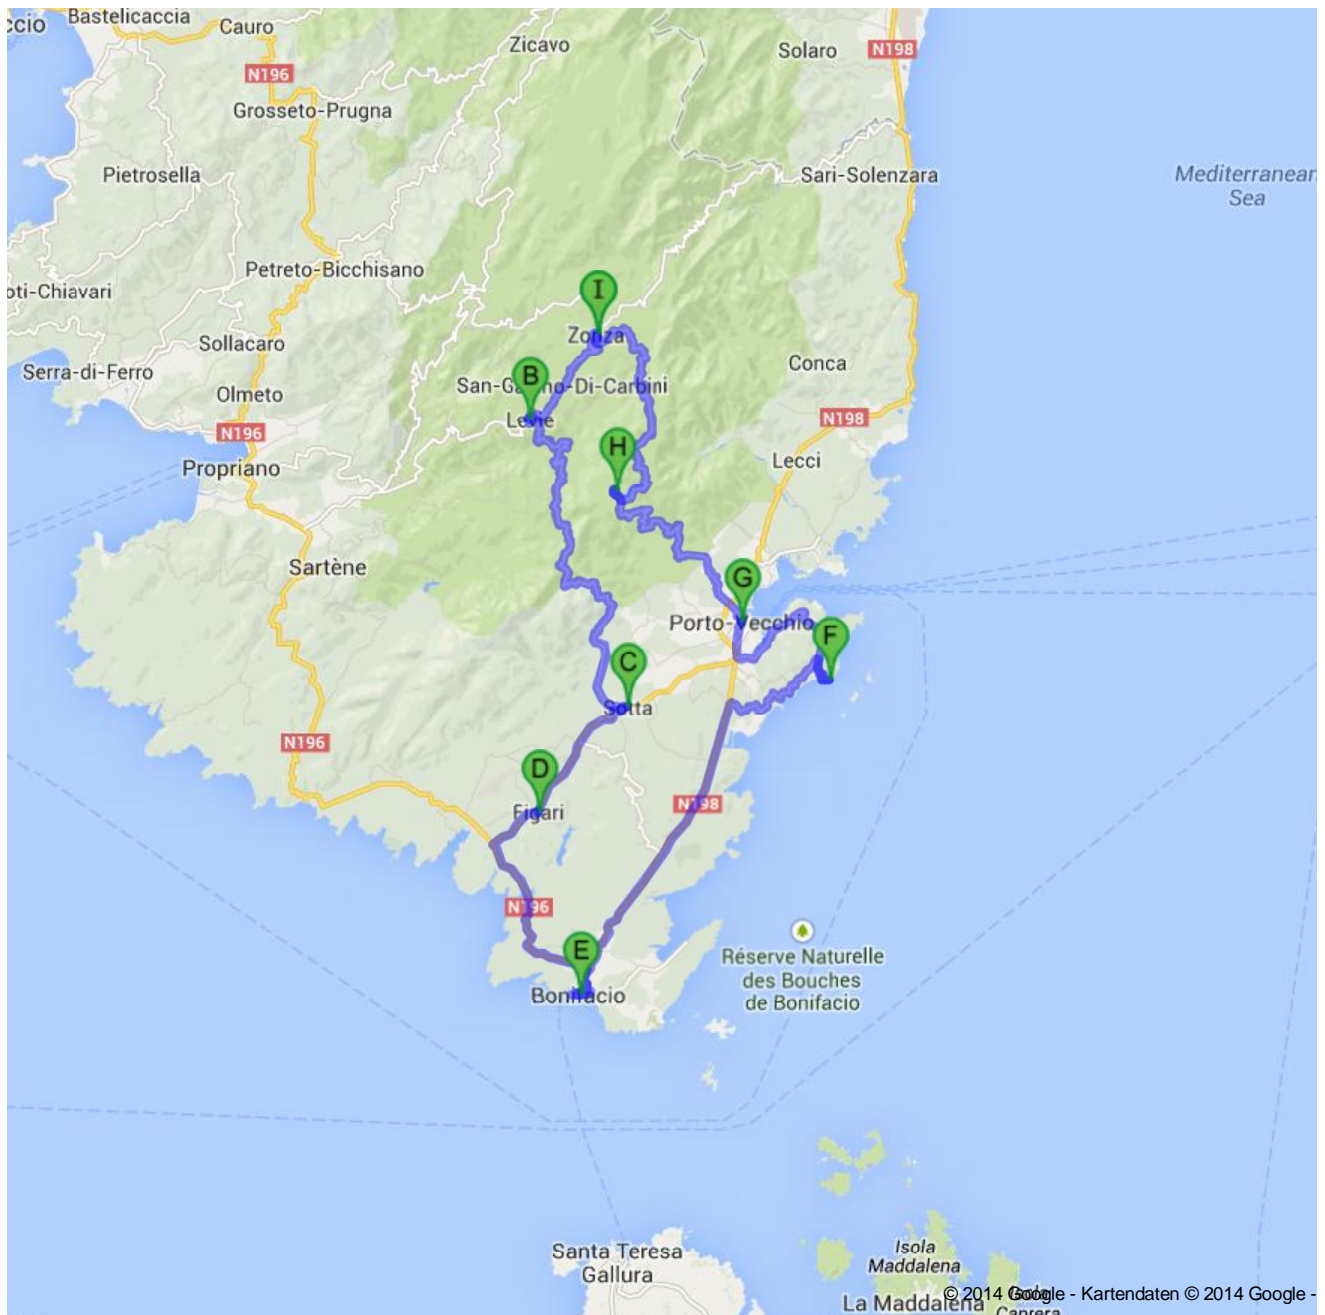 ccio
Bastelicaccia
Cauro
Zicavo
Solaro
N198
N196
Grosseto-Prugna
Pietrosella
Sari-Solenzara
Mediterranean
Sea
Petreto-Bicchisano
oti-Chiavari
I
Zonza
Sollacaro
Conca
Serra-di-Ferro
B
San-Gavino-Di-Carbini
Olmeto
Levie
N198
N196
H
Lecci
Propriano
Sartène
G
Porto-Vecchio
F
C
Sotta
N196
D
N198
Figari
N196
E
Réserve Naturelle
des Bouches
de Bonifacio
Bonifacio
Santa Teresa
Gallura
Isola
Maddalena
La Maddalena
© 2014 Google - Kartendaten © 2014 Google -
Caprera